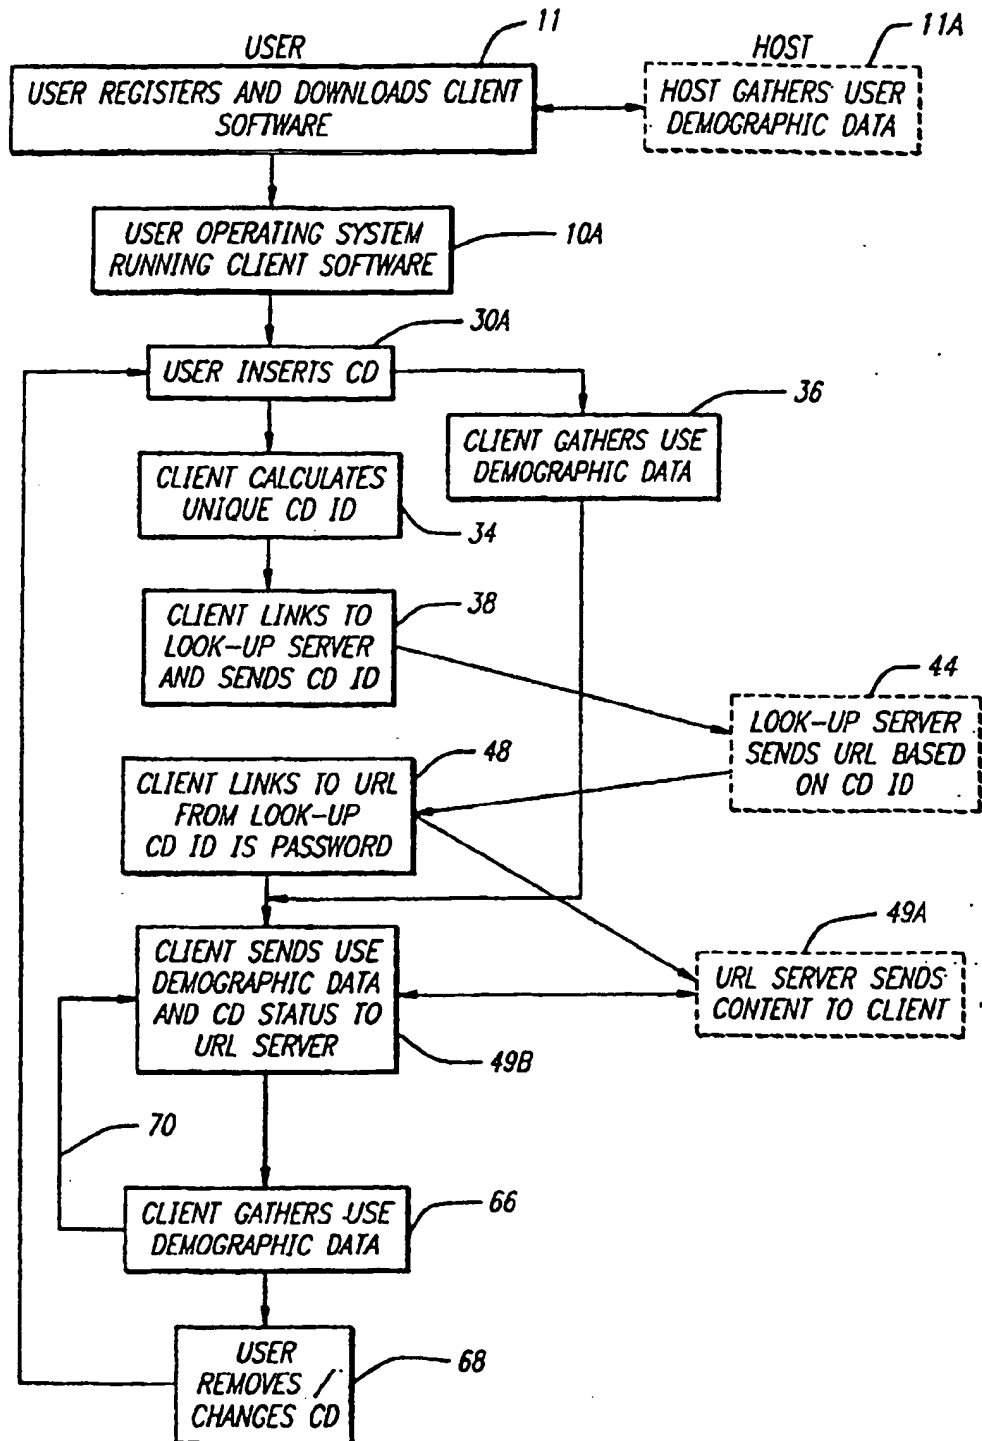 11
11A
USER
HOST
USER REGISTERS AND DOWNLOADS CLIENT
SOFTWARE
HOST GATHERS USER
DEMOGRAPHIC DATA
USER OPERATING SYSTEM
RUNNING CLIENT SOFTWARE
10A
30A
USER INSERTS CD
36
CLIENT GATHERS USE
DEMOGRAPHIC DATA
CLIENT CALCULATES
UNIQUE CD ID
34
CLIENT LINKS TO
LOOK-UP SERVER
AND SENDS CD ID
38
44
LOOK-UP SERVER
SENDS URL BASED
ON CD ID
48
CLIENT LINKS TO URL
FROM LOOK-UP
CD ID IS PASSWORD
49A
CLIENT SENDS USE
DEMOGRAPHIC DATA
AND CD STATUS TO
URL SERVER
URL SERVER SENDS
CONTENT TO CLIENT
49B
70
66
CLIENT GATHERS USE
DEMOGRAPHIC DATA
USER
REMOVES /
CHANGES CD
68